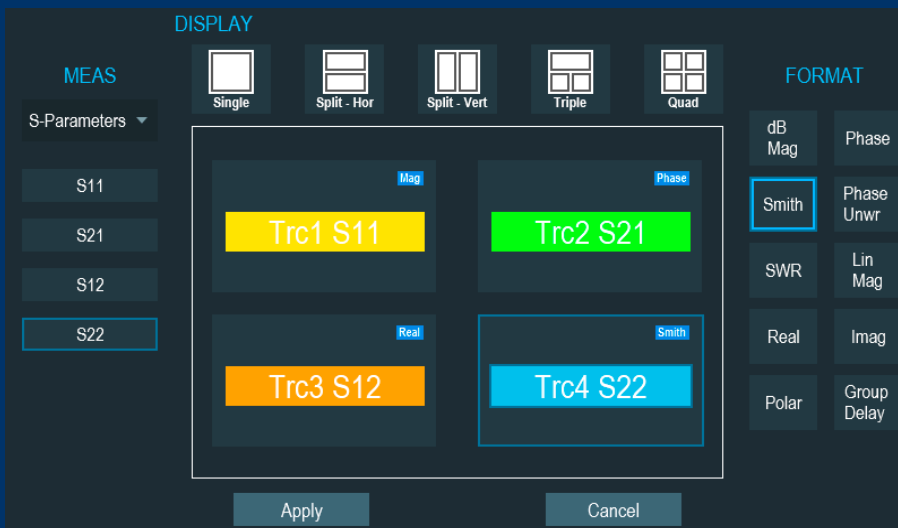 DISPLAY
MEAS
S-Parameters
S11
S21
S12
S22
Single
Split - Hor
Split - Vert
Triple
Quad
Mag
Trc1 S11
Phase
Trc2 S21
Real
Trc3 S12
Smith
Trc4 S22
Apply
Cancel
FORMAT
dB
Mag
Phase
Smith
Phase
Unwr
SWR
Lin
Mag
Real
Imag
Polar
Group
Delay